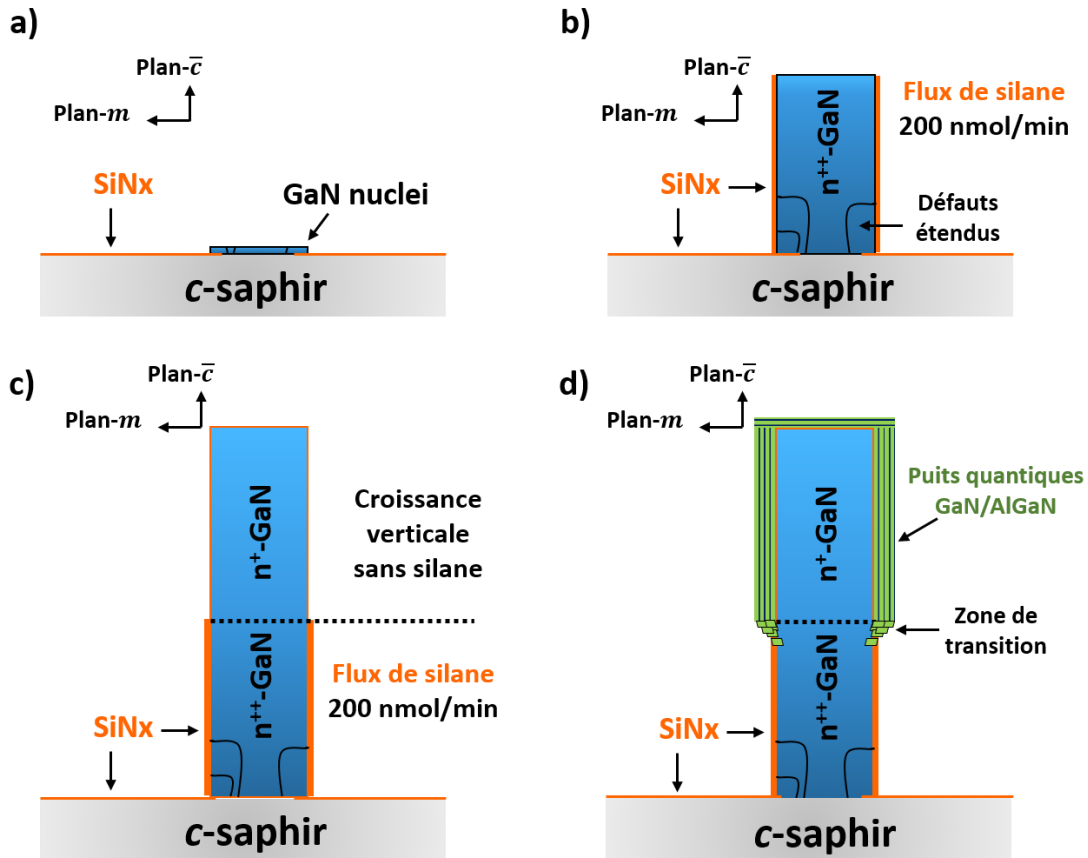 a)
Plan-c̅
Plan-m
SiNx
GaN nuclei
c-saphir
b)
Plan-c̅
Plan-m
SiNx
n⁺⁺-GaN
Flux de silane
200 nmol/min
Défauts
étendus
c-saphir
c)
Plan-c̅
Plan-m
n⁺-GaN
Croissance
verticale
sans silane
n⁺⁺-GaN
Flux de silane
200 nmol/min
SiNx
c-saphir
d)
Plan-c̅
Plan-m
n⁺-GaN
Puits quantiques
GaN/AlGaN
Zone de
transition
n⁺⁺-GaN
SiNx
c-saphir